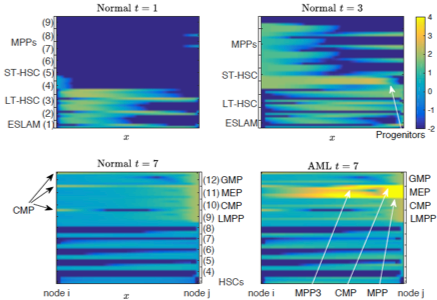 Normal t = 1
(9)
(8)
MPPs
(7)
(6)
ST-HSC (5)
(4)
LT-HSC (3)
(2)
ESLAM (1)
x
Normal t = 3
MPPs
ST-HSC
LT-HSC
ESLAM
x
Progenitors
4
3
2
1
0
-1
-2
Normal t = 7
CMP
(12) GMP
(11) MEP
(10) CMP
(9) LMPP
(8)
(7)
(6)
(5)
(4)
HSCs
node i
x
node j
AML t = 7
GMP
MEP
CMP
LMPP
node i
MPP3
CMP
MPP
node j